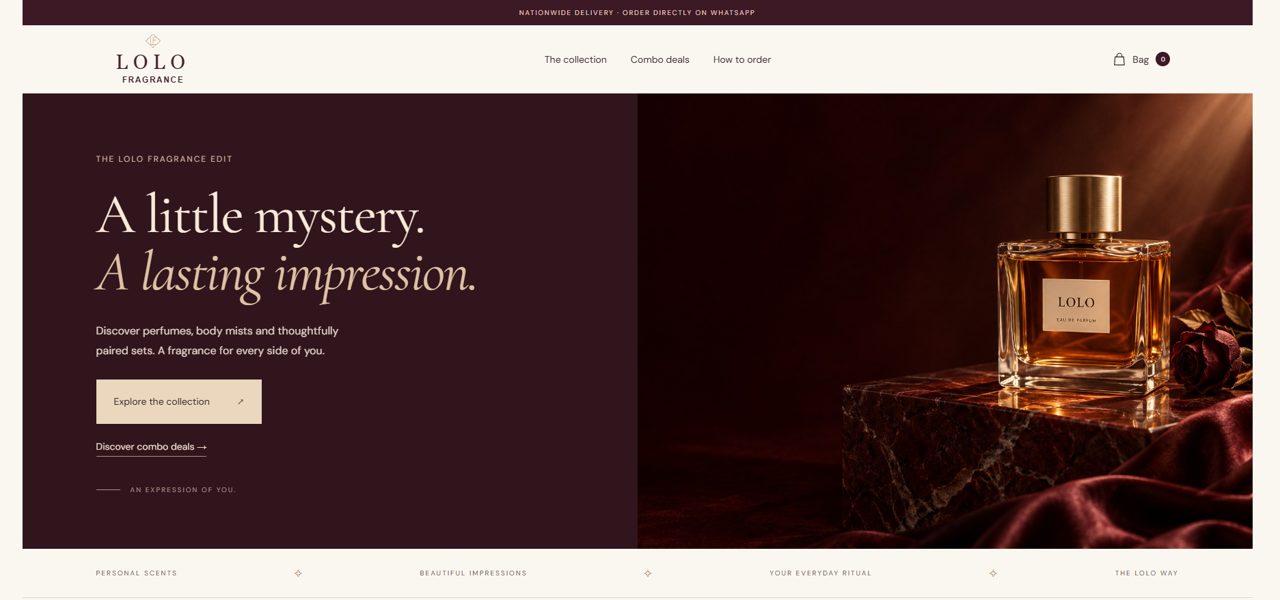 NATIONWIDE DELIVERY · ORDER DIRECTLY ON WHATSAPP
LOLO
FRAGRANCE
The collection
Combo deals
How to order
Bag
0
THE LOLO FRAGRANCE EDIT
A little mystery.
A lasting impression.
Discover perfumes, body mists and thoughtfully
paired sets. A fragrance for every side of you.
Explore the collection ↗
Discover combo deals →
AN EXPRESSION OF YOU.
LOLO
EAU DE PARFUM
PERSONAL SCENTS
BEAUTIFUL IMPRESSIONS
YOUR EVERYDAY RITUAL
THE LOLO WAY